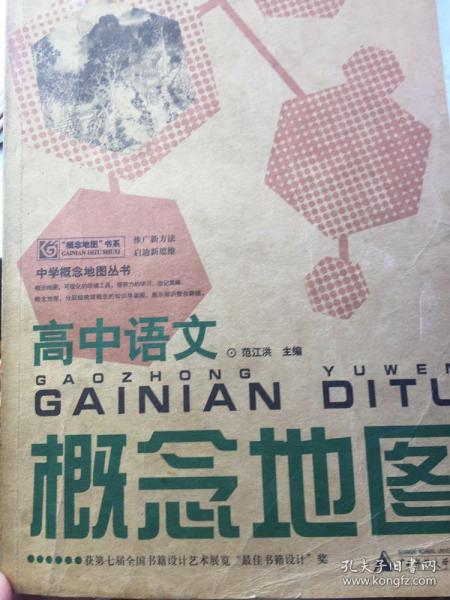 "概念地图"书系
GAINIAN DITU SHUXI
推广新方法
启迪新思维
中学概念地图丛书
高中语文
⊙范江洪 主编
GAOZHONG YUWEN
GAINIAN DITU
概念地图
获第七届全国书籍设计艺术展览"最佳书籍设计"奖
孔夫子旧书网
www.kongfz.com